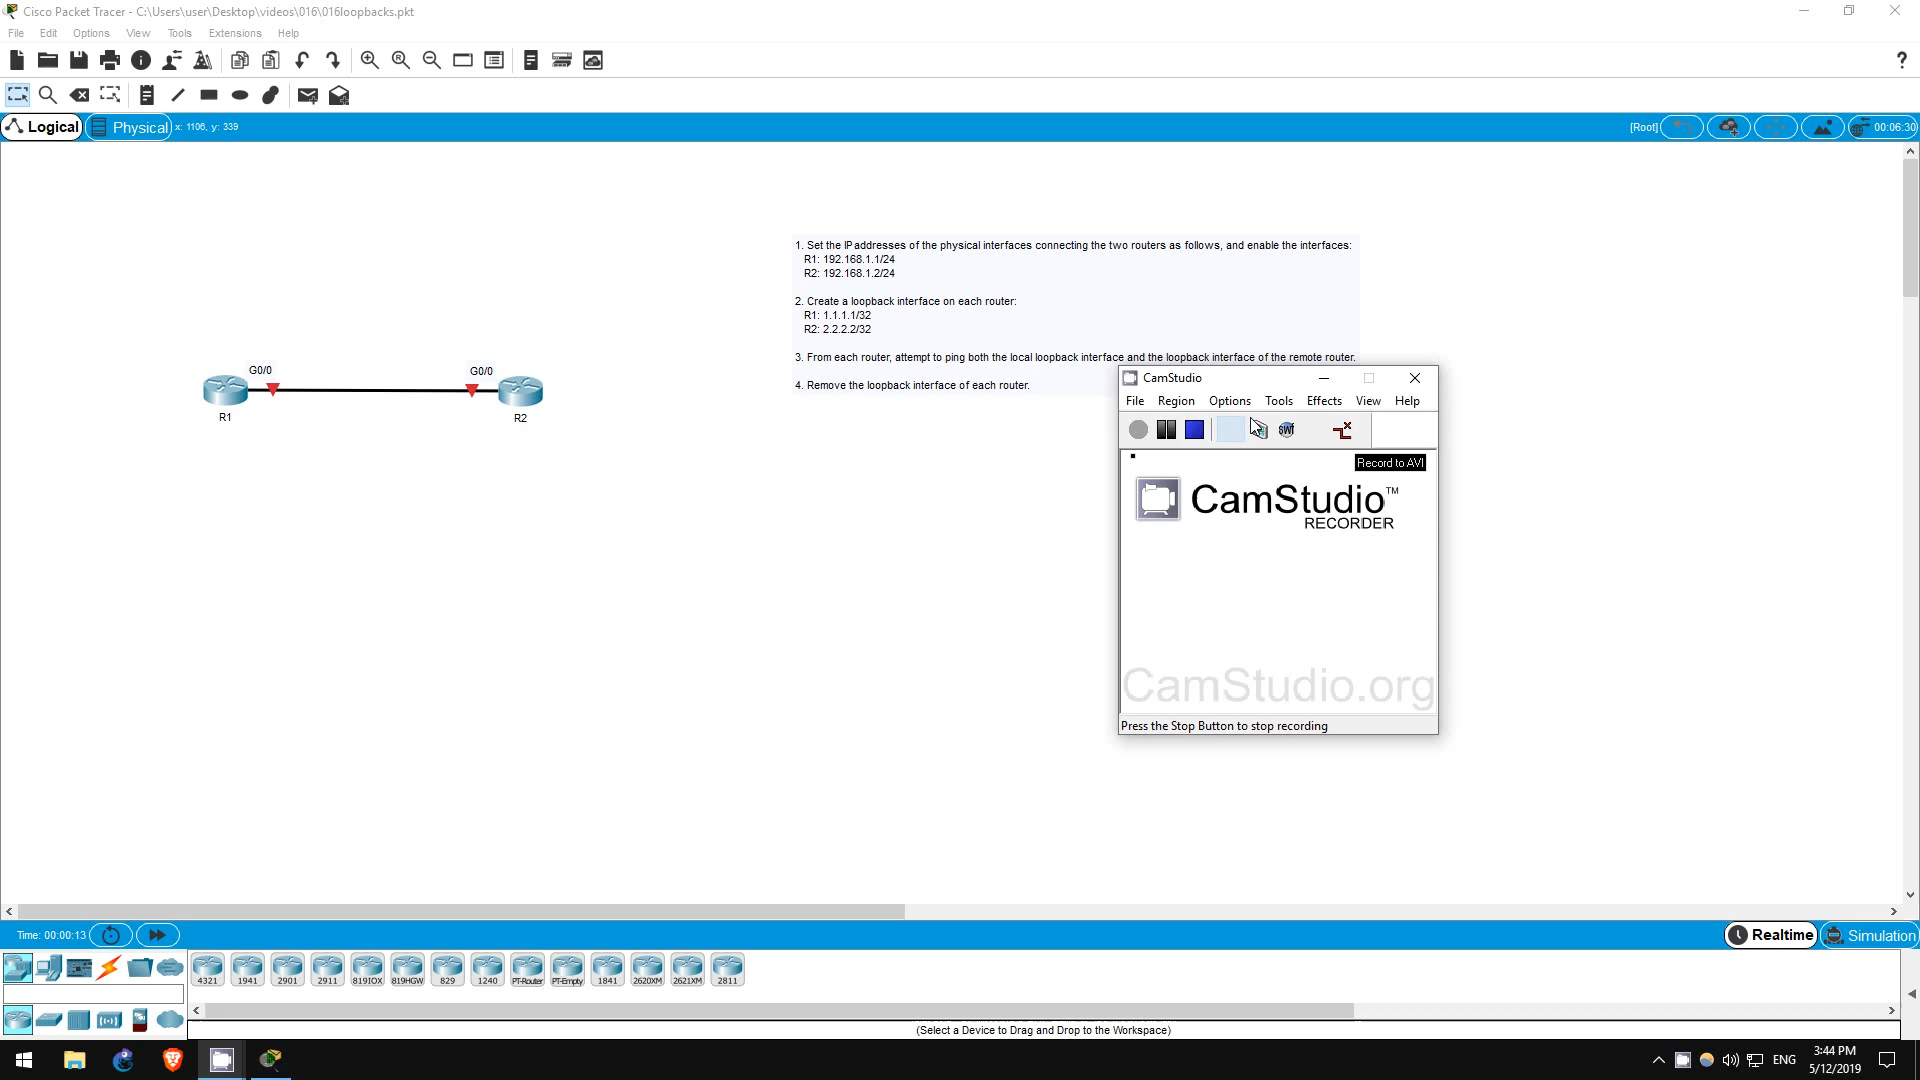 Cisco Packet Tracer - C:\Users\user\Desktop\videos\016\016loopbacks.pkt
File Edit Options View Tools Extensions Help
Logical Physical x: 1106, y: 339 [Root] 00:06:30
1. Set the IP addresses of the physical interfaces connecting the two routers as follows, and enable the interfaces:
R1: 192.168.1.1/24
R2: 192.168.1.2/24
2. Create a loopback interface on each router:
R1: 1.1.1.1/32
R2: 2.2.2.2/32
3. From each router, attempt to ping both the local loopback interface and the loopback interface of the remote router.
4. Remove the loopback interface of each router.
G0/0 G0/0
R1 R2
CamStudio
File Region Options Tools Effects View Help
SWf
Record to AVI
CamStudio™
RECORDER
CamStudio.org
Press the Stop Button to stop recording
Time: 00:00:13 Realtime Simulation
4321 1941 2901 2911 819IOX 819HGW 829 1240 PT-Router PT-Empty 1841 2620XM 2621XM 2811
(Select a Device to Drag and Drop to the Workspace)
ENG
3:44 PM
5/12/2019